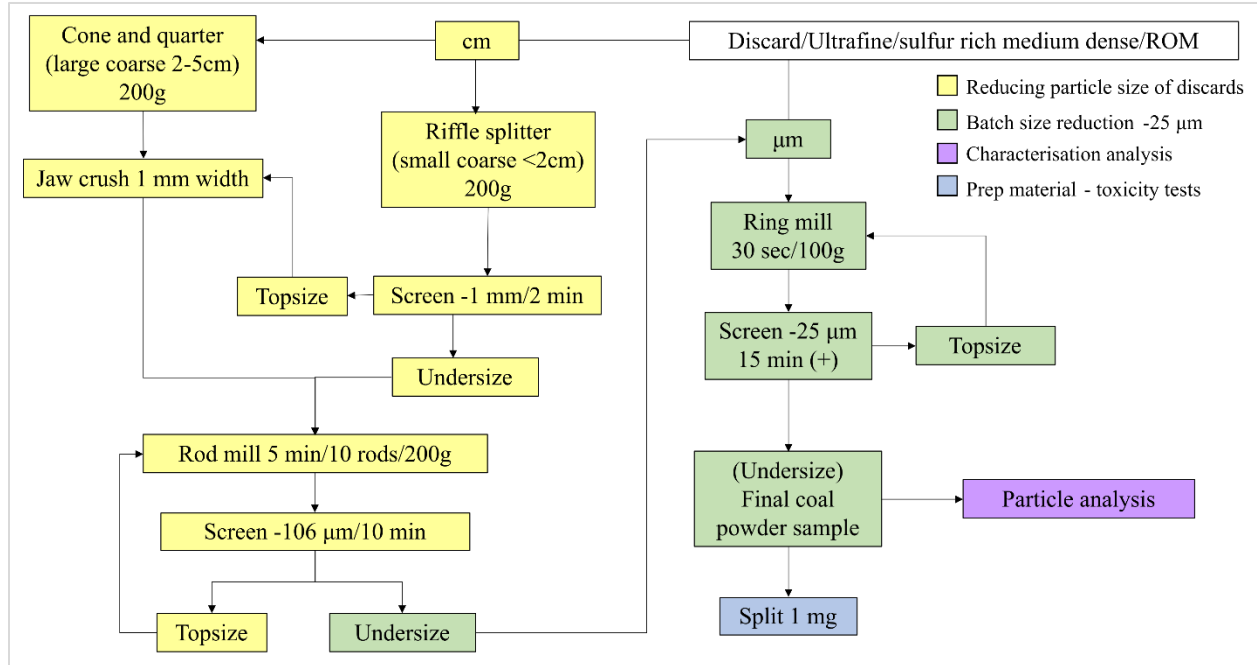 Cone and quarter
(large coarse 2-5cm)
200g
cm
Discard/Ultrafine/sulfur rich medium dense/ROM
Reducing particle size of discards
Batch size reduction -25 μm
Characterisation analysis
Prep material - toxicity tests
Riffle splitter
(small coarse <2cm)
200g
μm
Jaw crush 1 mm width
Ring mill
30 sec/100g
Topsize
Screen -1 mm/2 min
Screen -25 μm
15 min (+)
Topsize
Undersize
Rod mill 5 min/10 rods/200g
(Undersize)
Final coal
powder sample
Particle analysis
Screen -106 μm/10 min
Topsize
Undersize
Split 1 mg